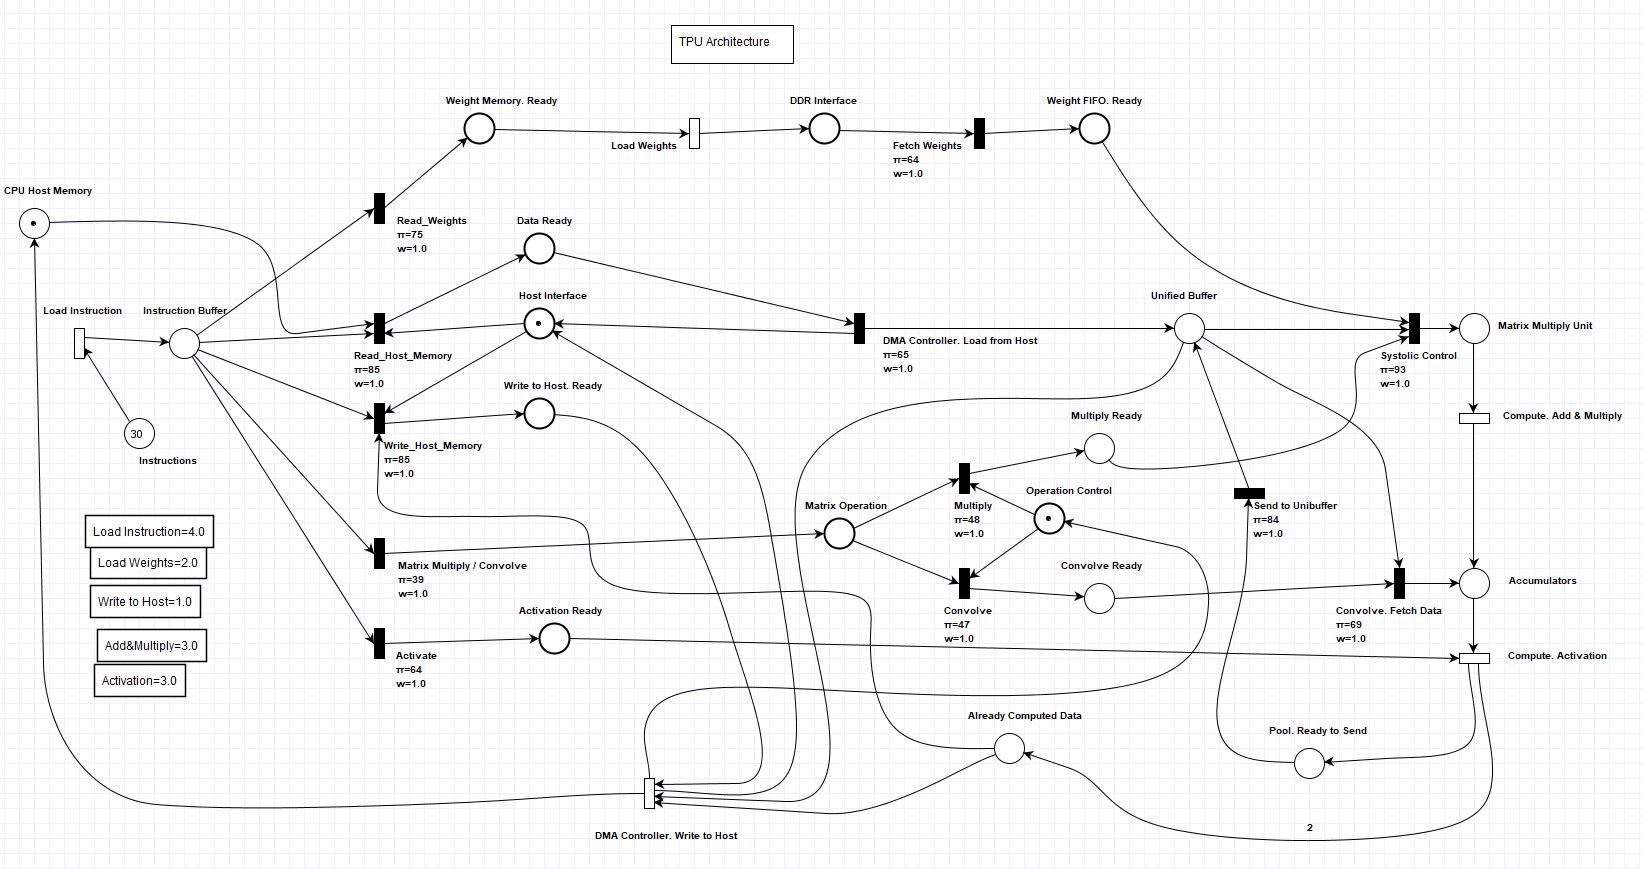 TPU Architecture
Weight Memory. Ready
DDR Interface
Weight FIFO. Ready
Load Weights
Fetch Weights
π=64
w=1.0
CPU Host Memory
Read_Weights
π=75
w=1.0
Data Ready
Load Instruction
Instruction Buffer
Host Interface
Unified Buffer
Matrix Multiply Unit
Read_Host_Memory
π=85
w=1.0
DMA Controller. Load from Host
π=65
w=1.0
Systolic Control
π=93
w=1.0
Write to Host. Ready
Multiply Ready
Compute. Add & Multiply
30
Instructions
Write_Host_Memory
π=85
w=1.0
Matrix Operation
Multiply
π=48
w=1.0
Operation Control
Send to Unibuffer
π=84
w=1.0
Load Instruction=4.0
Load Weights=2.0
Write to Host=1.0
Add&Multiply=3.0
Activation=3.0
Matrix Multiply / Convolve
π=39
w=1.0
Convolve Ready
Accumulators
Activation Ready
Convolve
π=47
w=1.0
Convolve. Fetch Data
π=69
w=1.0
Activate
π=64
w=1.0
Compute. Activation
Already Computed Data
Pool. Ready to Send
DMA Controller. Write to Host
2